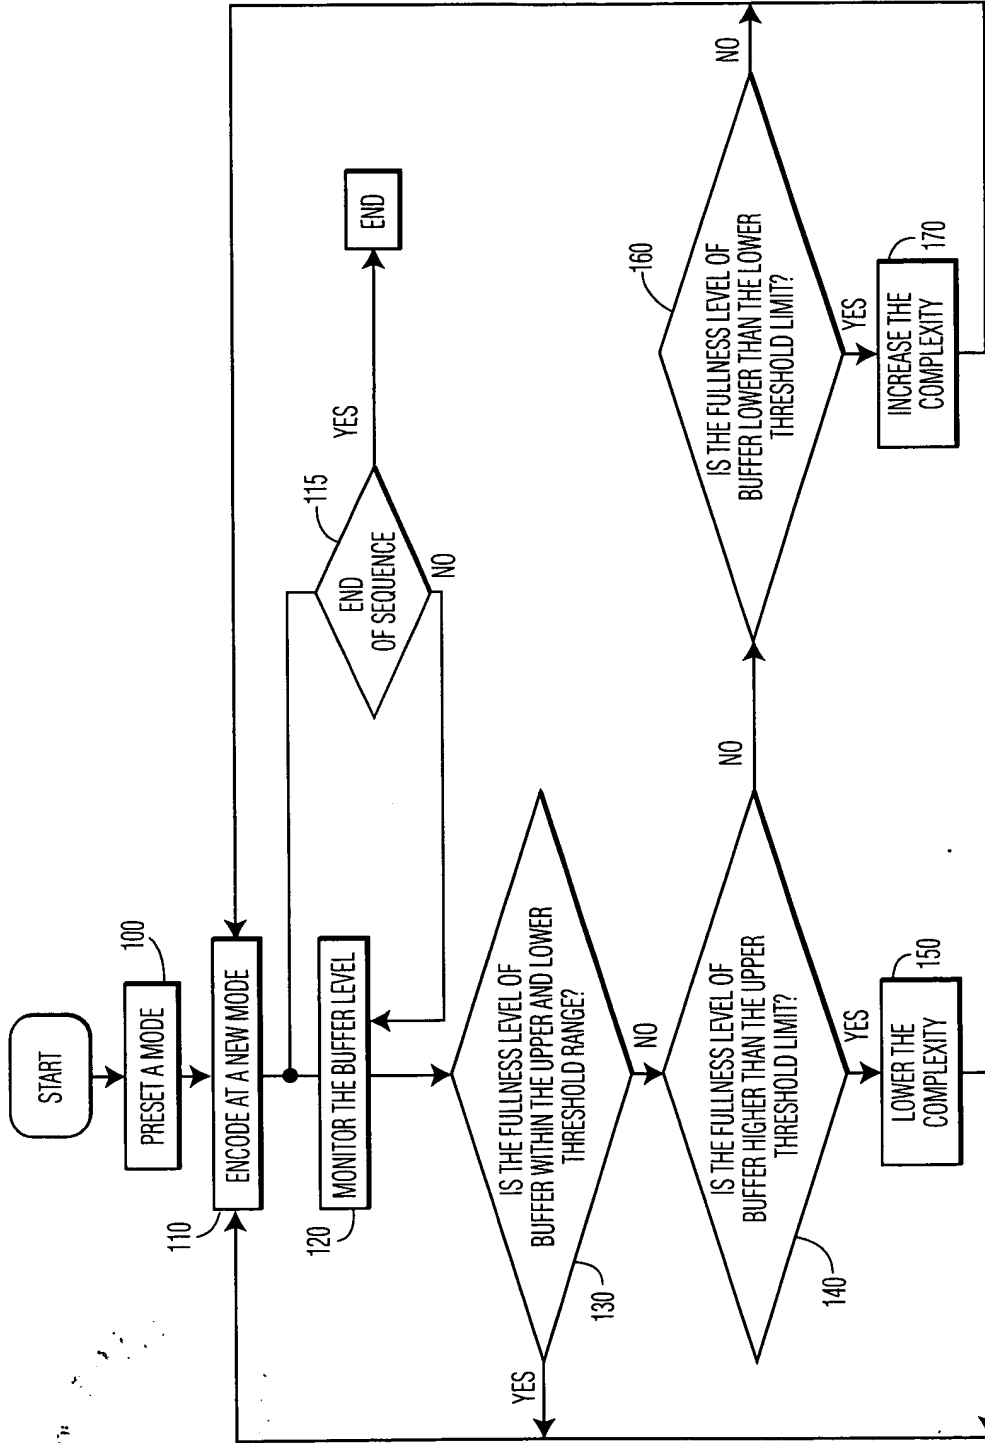 START
PRESET A MODE
100
ENCODE AT A NEW MODE
110
END
OF SEQUENCE
115
YES
END
NO
MONITOR THE BUFFER LEVEL
120
IS THE FULLNESS LEVEL OF
BUFFER WITHIN THE UPPER AND LOWER
THRESHOLD RANGE?
130
YES
NO
IS THE FULLNESS LEVEL OF
BUFFER HIGHER THAN THE UPPER
THRESHOLD LIMIT?
140
NO
YES
LOWER THE
COMPLEXITY
150
IS THE FULLNESS LEVEL OF
BUFFER LOWER THAN THE LOWER
THRESHOLD LIMIT?
160
NO
YES
INCREASE THE
COMPLEXITY
170